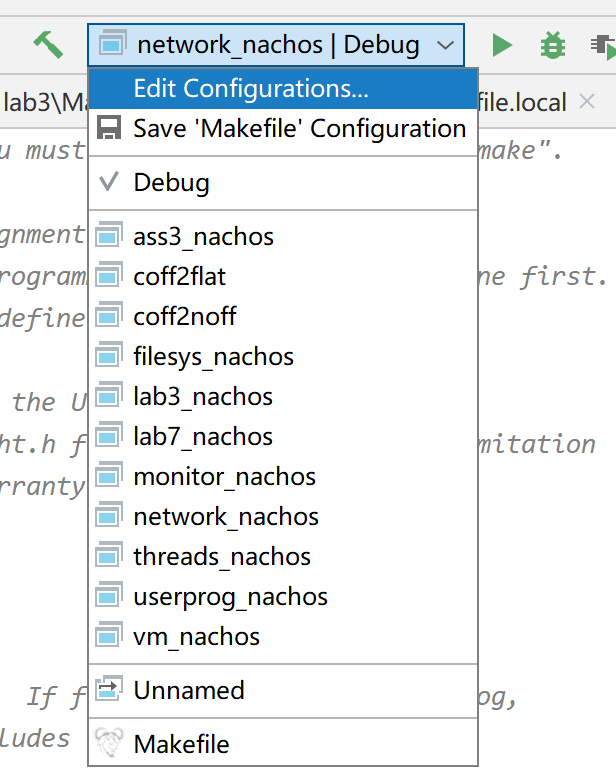 network_nachos | Debug
Edit Configurations...
lab3\Ma
file.local
Save 'Makefile' Configuration
u must
make".
Debug
gnment
ass3_nachos
program
coff2flat
ne first.
define
coff2noff
filesys_nachos
the U
lab3_nachos
ht.h f
lab7_nachos
mitation
rranty
monitor_nachos
network_nachos
threads_nachos
userprog_nachos
vm_nachos
If f
Unnamed
og,
ludes
Makefile